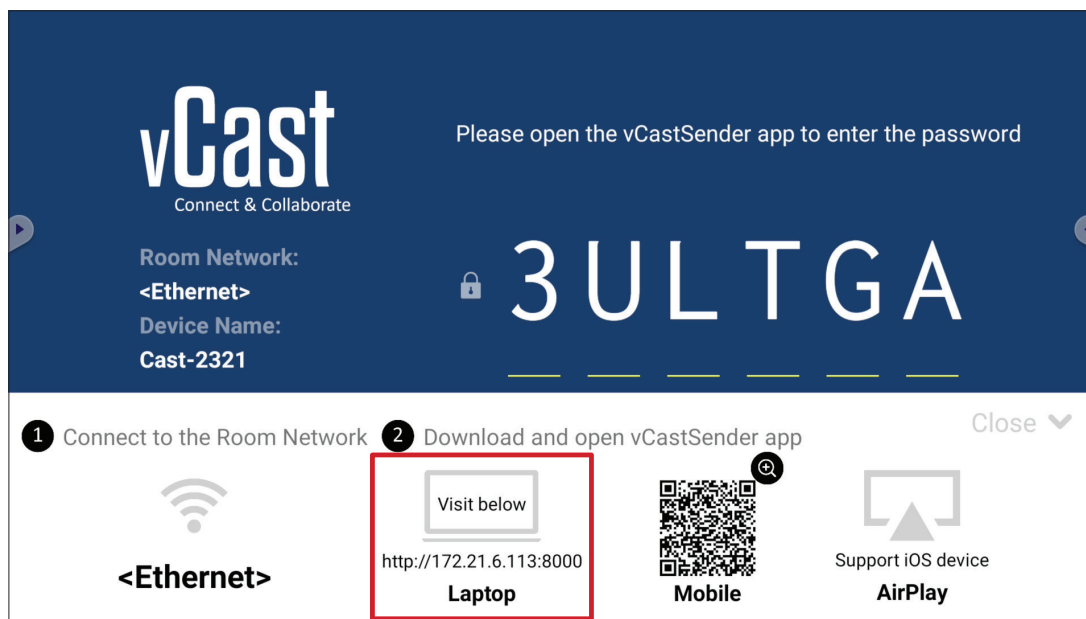 vCast
Connect & Collaborate
Please open the vCastSender app to enter the password
Room Network:
<Ethernet>
Device Name:
Cast-2321
3ULTGA
Close
1 Connect to the Room Network
2 Download and open vCastSender app
<Ethernet>
Visit below
http://172.21.6.113:8000
Laptop
Mobile
Support iOS device
AirPlay